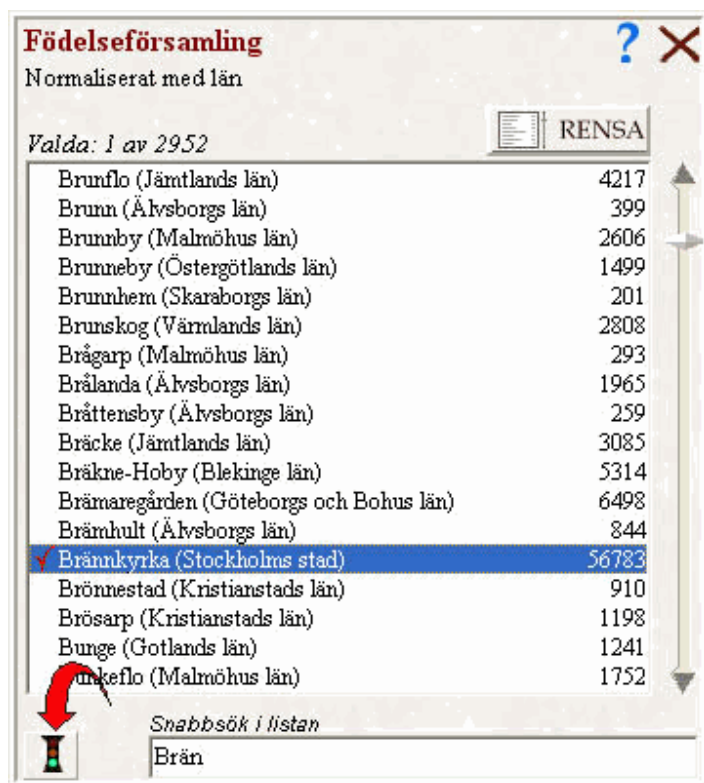 Födelseförsamling
?
Normaliserat med län
RENSA
Valda: 1 av 2952
Brunflo (Jämtlands län) 4217
Brunn (Älvsborgs län) 399
Brunnby (Malmöhus län) 2606
Brunneby (Östergötlands län) 1499
Brunnhem (Skaraborgs län) 201
Brunskog (Värmlands län) 2808
Brågarp (Malmöhus län) 293
Brålanda (Älvsborgs län) 1965
Bråttensby (Älvsborgs län) 259
Bräcke (Jämtlands län) 3085
Bräkne-Hoby (Blekinge län) 5314
Brämaregården (Göteborgs och Bohus län) 6498
Brämhult (Älvsborgs län) 844
Brännkyrka (Stockholms stad) 56783
Brönnestad (Kristianstads län) 910
Brösarp (Kristianstads län) 1198
Bunge (Gotlands län) 1241
(Malmöhus län) 1752
Snabbsök i listan
Brän